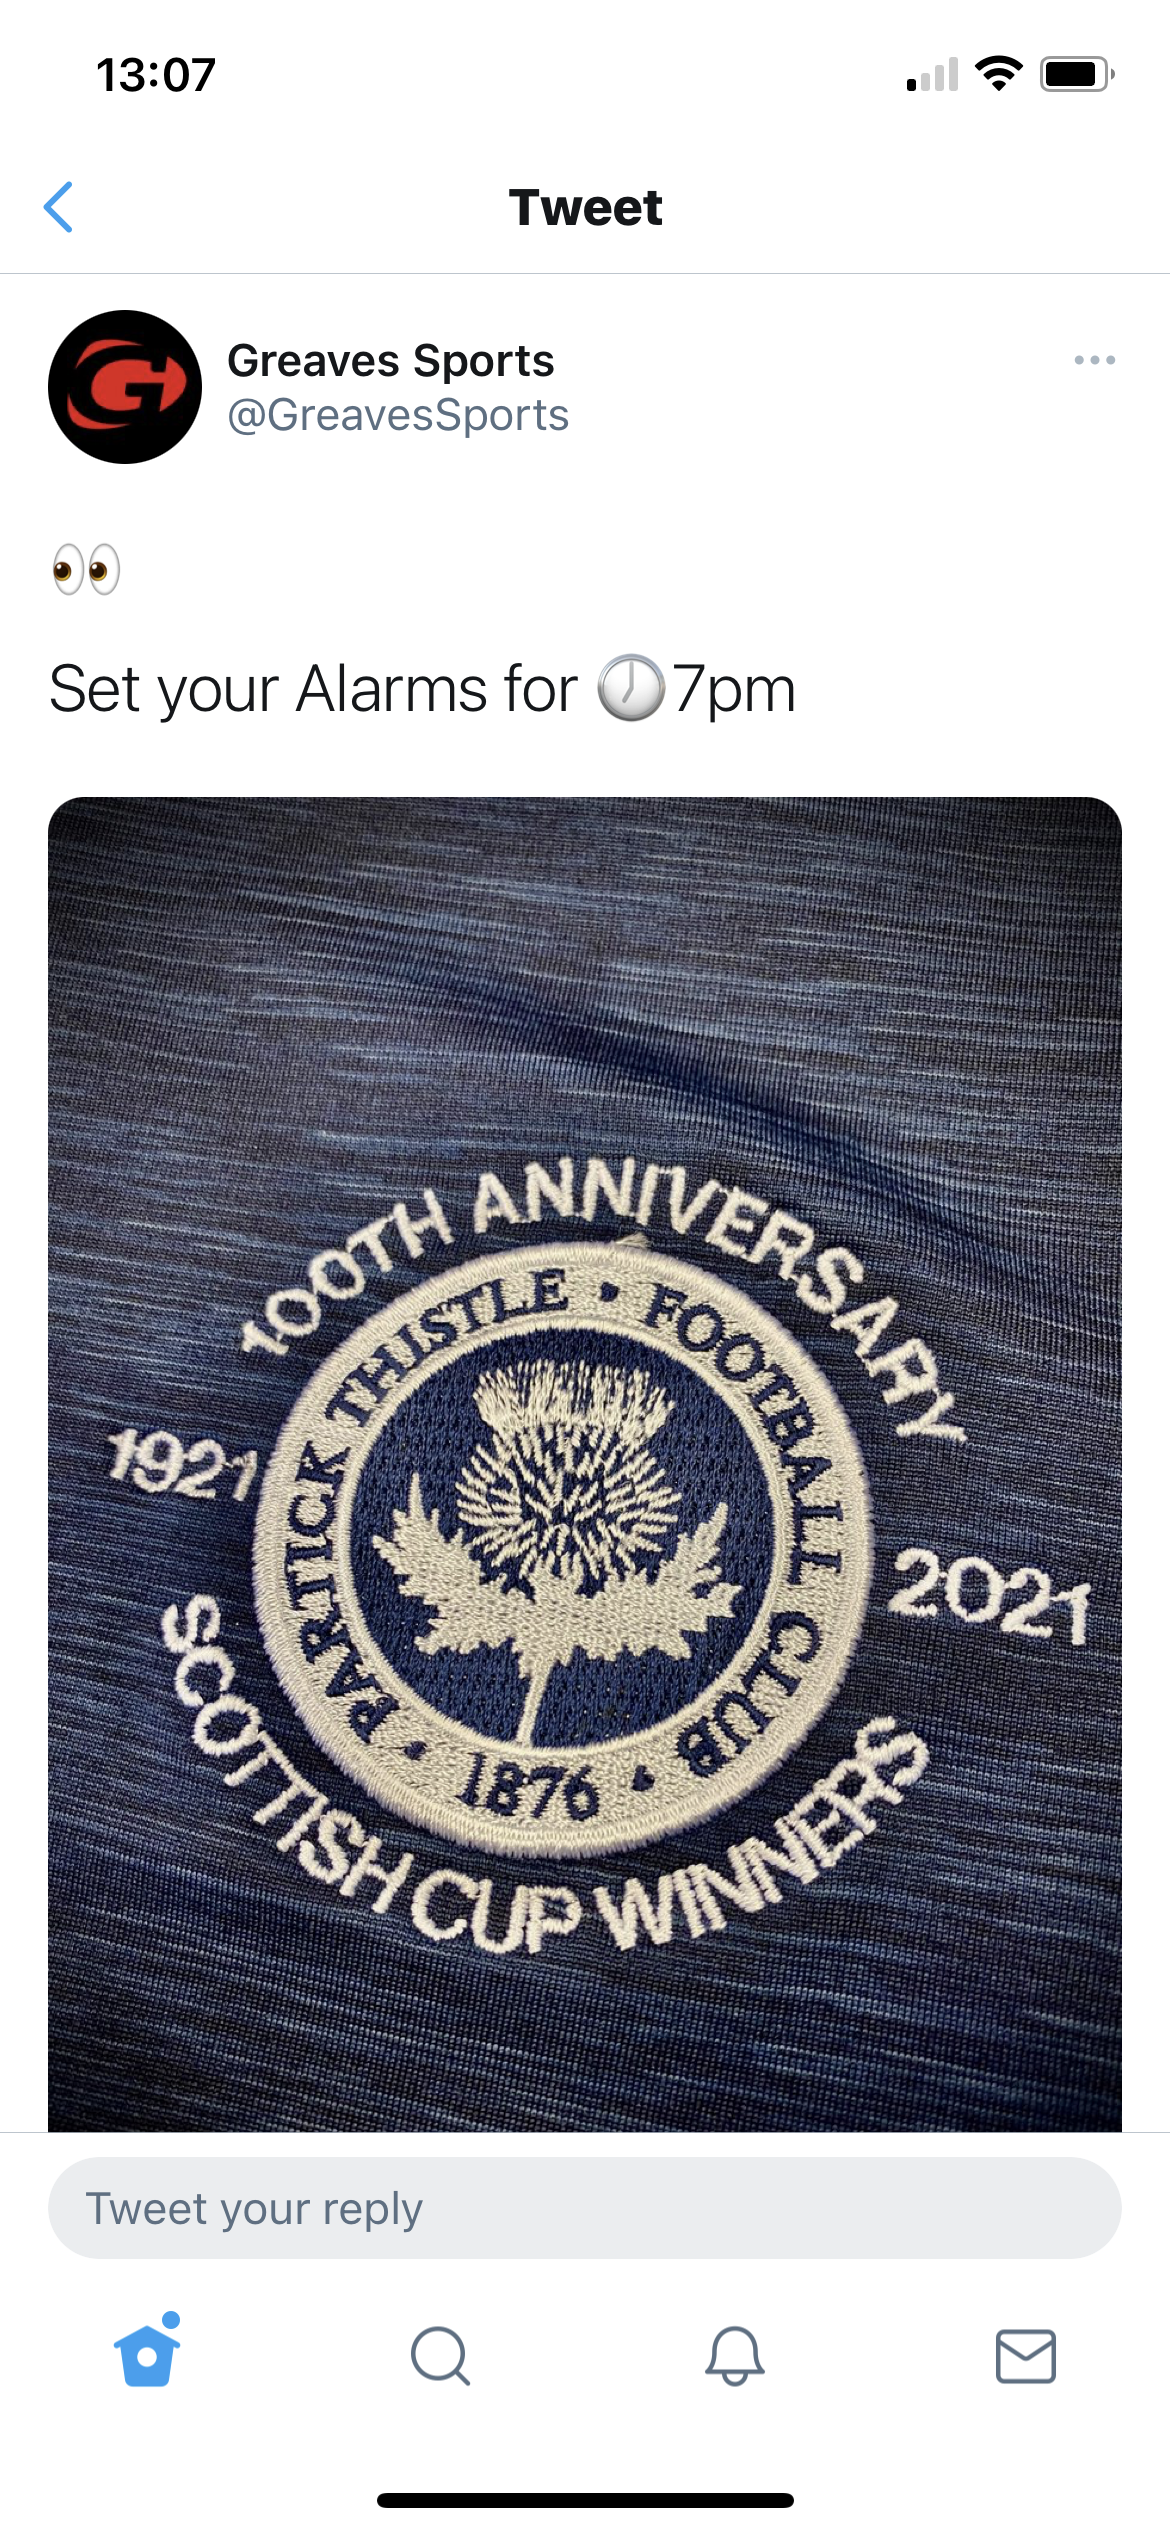 13:07
Tweet
Greaves Sports
@GreavesSports
👀
Set your Alarms for 🕖7pm
100TH ANNIVERSARY
PARTICK THISTLE • FOOTBALL CLUB •
1921
2021
1876
SCOTTISH CUP WINNERS
Tweet your reply